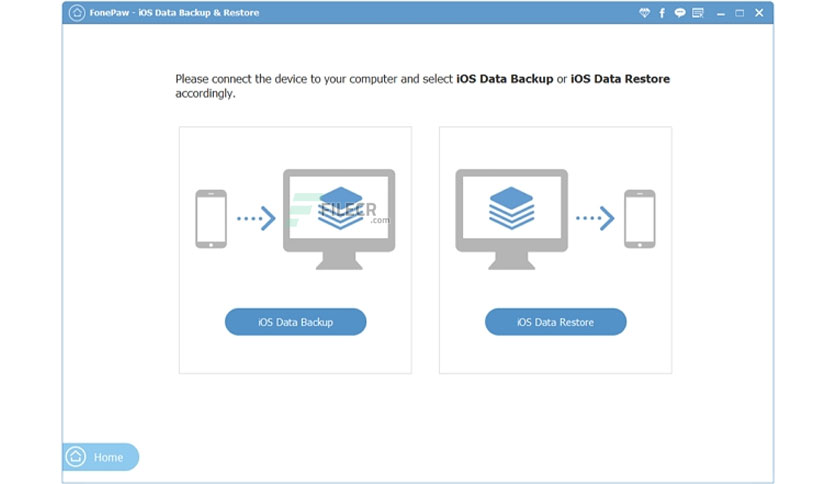 FonePaw - iOS Data Backup & Restore
Please connect the device to your computer and select iOS Data Backup or iOS Data Restore
accordingly.
FILECR
.com
iOS Data Backup
iOS Data Restore
Home